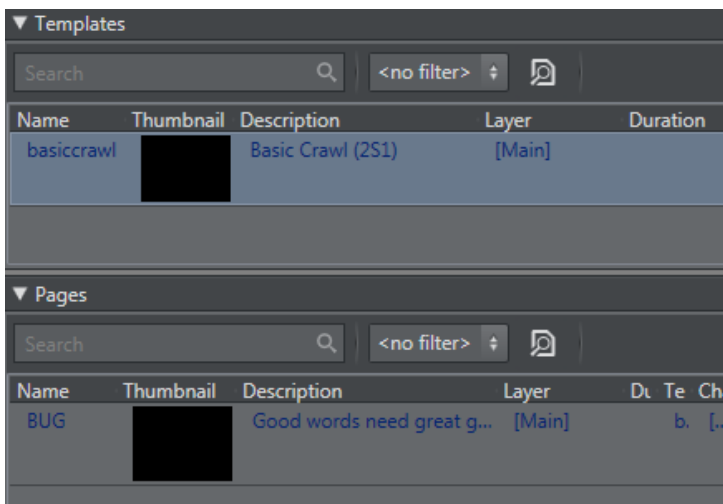 ▼ Templates
Search <no filter>
Name Thumbnail Description Layer Duration
basiccrawl Basic Crawl (2S1) [Main]
▼ Pages
Search <no filter>
Name Thumbnail Description Layer Du Te Cha
BUG Good words need great g... [Main] b. [..